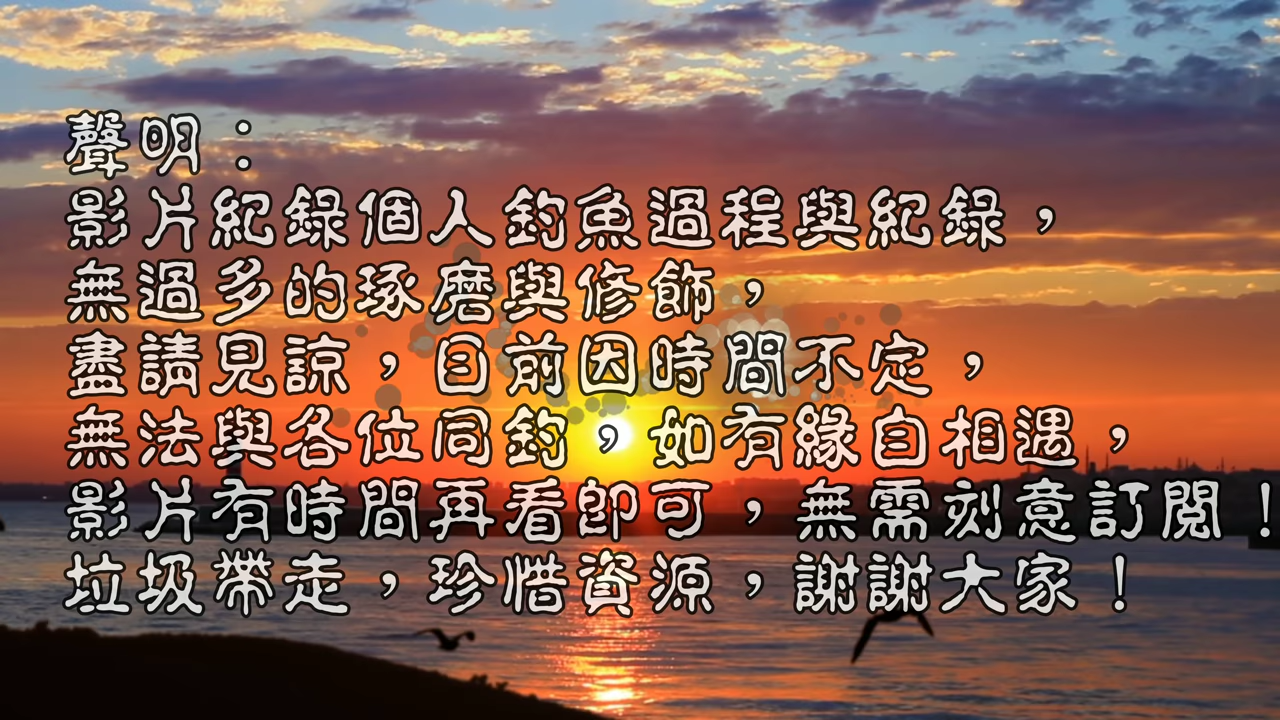 聲明：
影片紀錄個人釣魚過程與紀錄，
無過多的琢磨與修飾，
盡請見諒，目前因時間不定，
無法與各位同釣，如有緣自相遇，
影片有時間再看即可，無需刻意訂閱！
垃圾帶走，珍惜資源，謝謝大家！